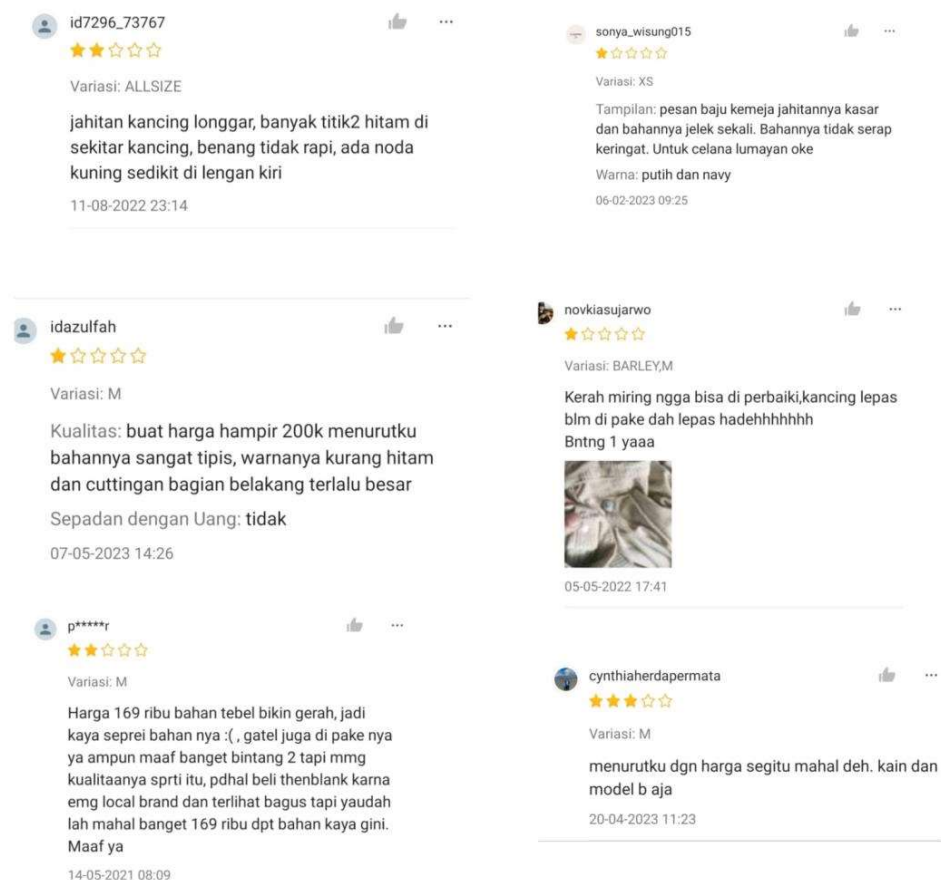 id7296_73767
Variasi: ALLSIZE
jahitan kancing longgar, banyak titik2 hitam di
sekitar kancing, benang tidak rapi, ada noda
kuning sedikit di lengan kiri
11-08-2022 23:14
idazulfah
Variasi: M
Kualitas: buat harga hampir 200k menurutku
bahannya sangat tipis, warnanya kurang hitam
dan cuttingan bagian belakang terlalu besar
Sepadan dengan Uang: tidak
07-05-2023 14:26
p*****r
Variasi: M
Harga 169 ribu bahan tebel bikin gerah, jadi
kaya seprei bahan nya :( , gatel juga di pake nya
ya ampun maaf banget bintang 2 tapi mmg
kualitaanya sprti itu, pdhal beli thenblank karna
emg local brand dan terlihat bagus tapi yaudah
lah mahal banget 169 ribu dpt bahan kaya gini.
Maaf ya
14-05-2021 08:09
sonya_wisung015
Variasi: XS
Tampilan: pesan baju kemeja jahitannya kasar
dan bahannya jelek sekali. Bahannya tidak serap
keringat. Untuk celana lumayan oke
Warna: putih dan navy
06-02-2023 09:25
novkiasujarwo
Variasi: BARLEY,M
Kerah miring ngga bisa di perbaiki,kancing lepas
blm di pake dah lepas hadehhhhhhh
Bntng 1 yaaa
05-05-2022 17:41
cynthiaherdapermata
Variasi: M
menurutku dgn harga segitu mahal deh. kain dan
model b aja
20-04-2023 11:23